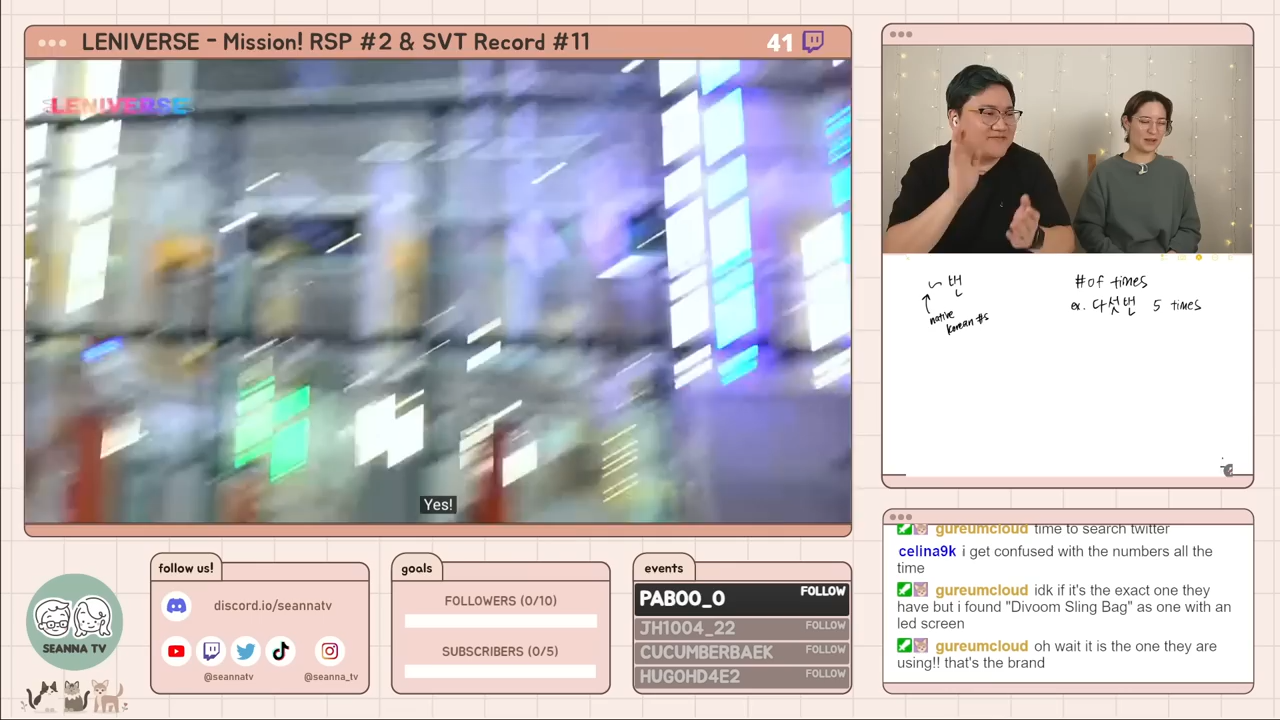 LENIVERSE - Mission! RSP #2 & SVT Record #11
41
LENIVERSE
Yes!
~번
native
korean #s
# of times
ex. 다섯번 5 times
gureumcloud time to search twitter
celina9k i get confused with the numbers all the
time
gureumcloud idk if it's the exact one they
have but i found "Divoom Sling Bag" as one with an
led screen
gureumcloud oh wait it is the one they are
using!! that's the brand
SEANNA TV
follow us!
discord.io/seannatv
@seannatv
@seanna_tv
goals
FOLLOWERS (0/10)
SUBSCRIBERS (0/5)
events
PAB00_0 FOLLOW
JH1004_22 FOLLOW
CUCUMBERBAEK FOLLOW
HUG0HD4E2 FOLLOW